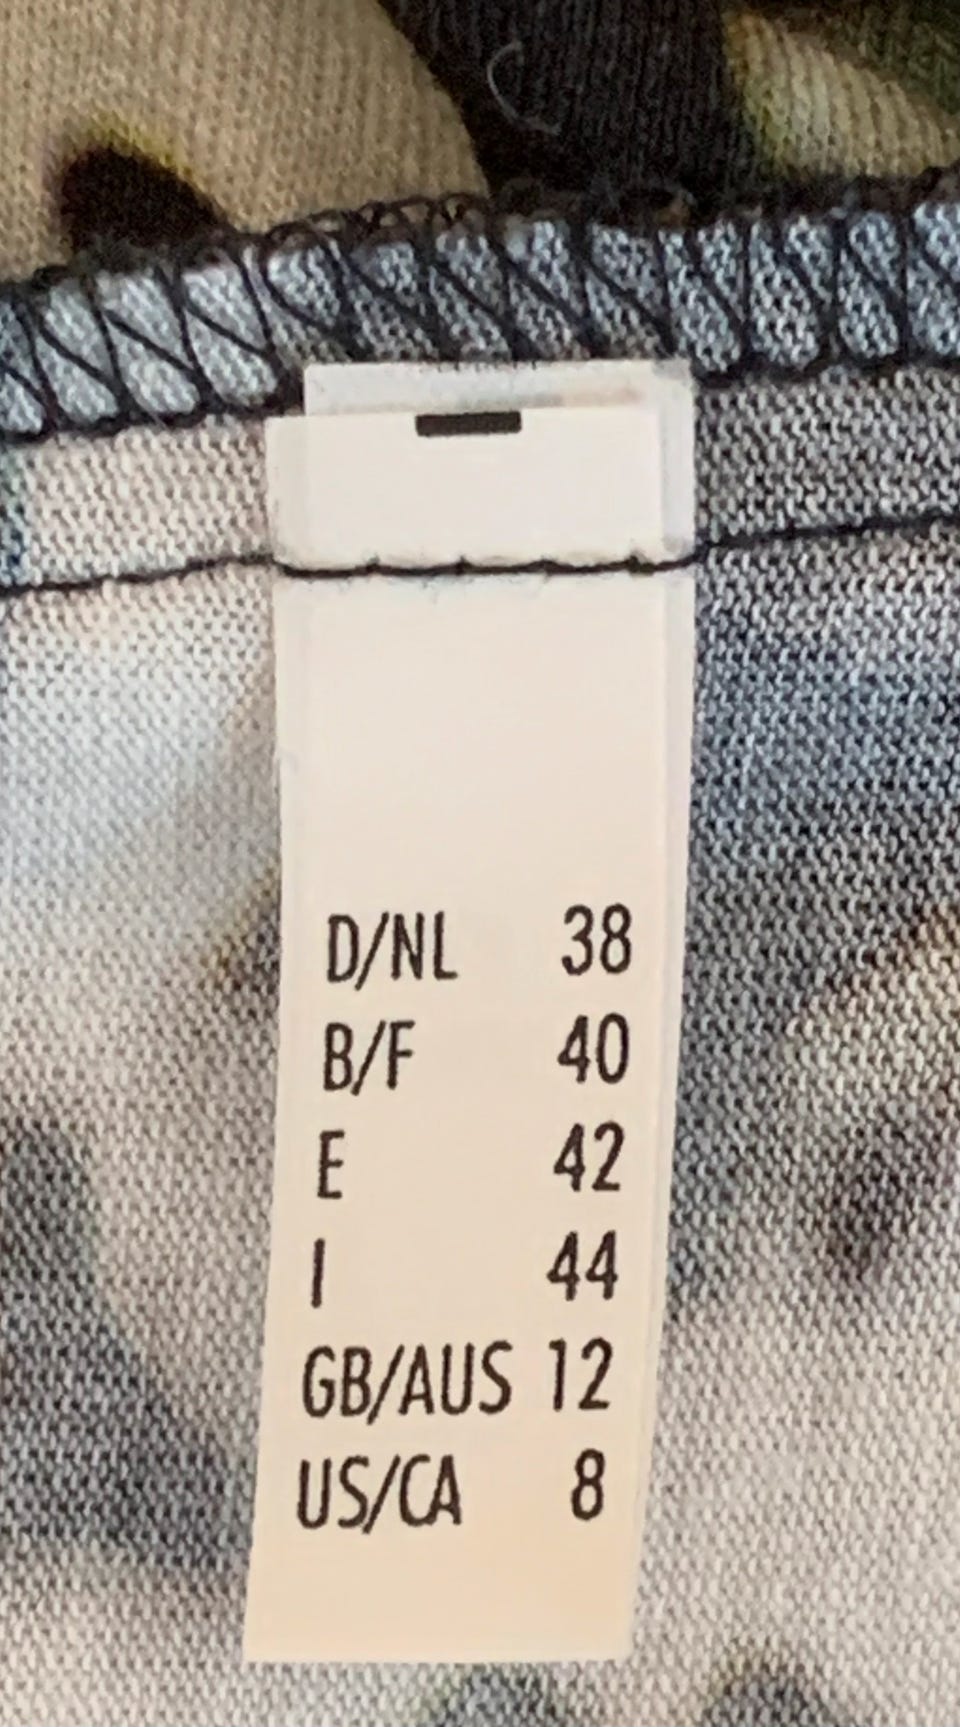 D/NL 38
B/F 40
E 42
I 44
GB/AUS 12
US/CA 8